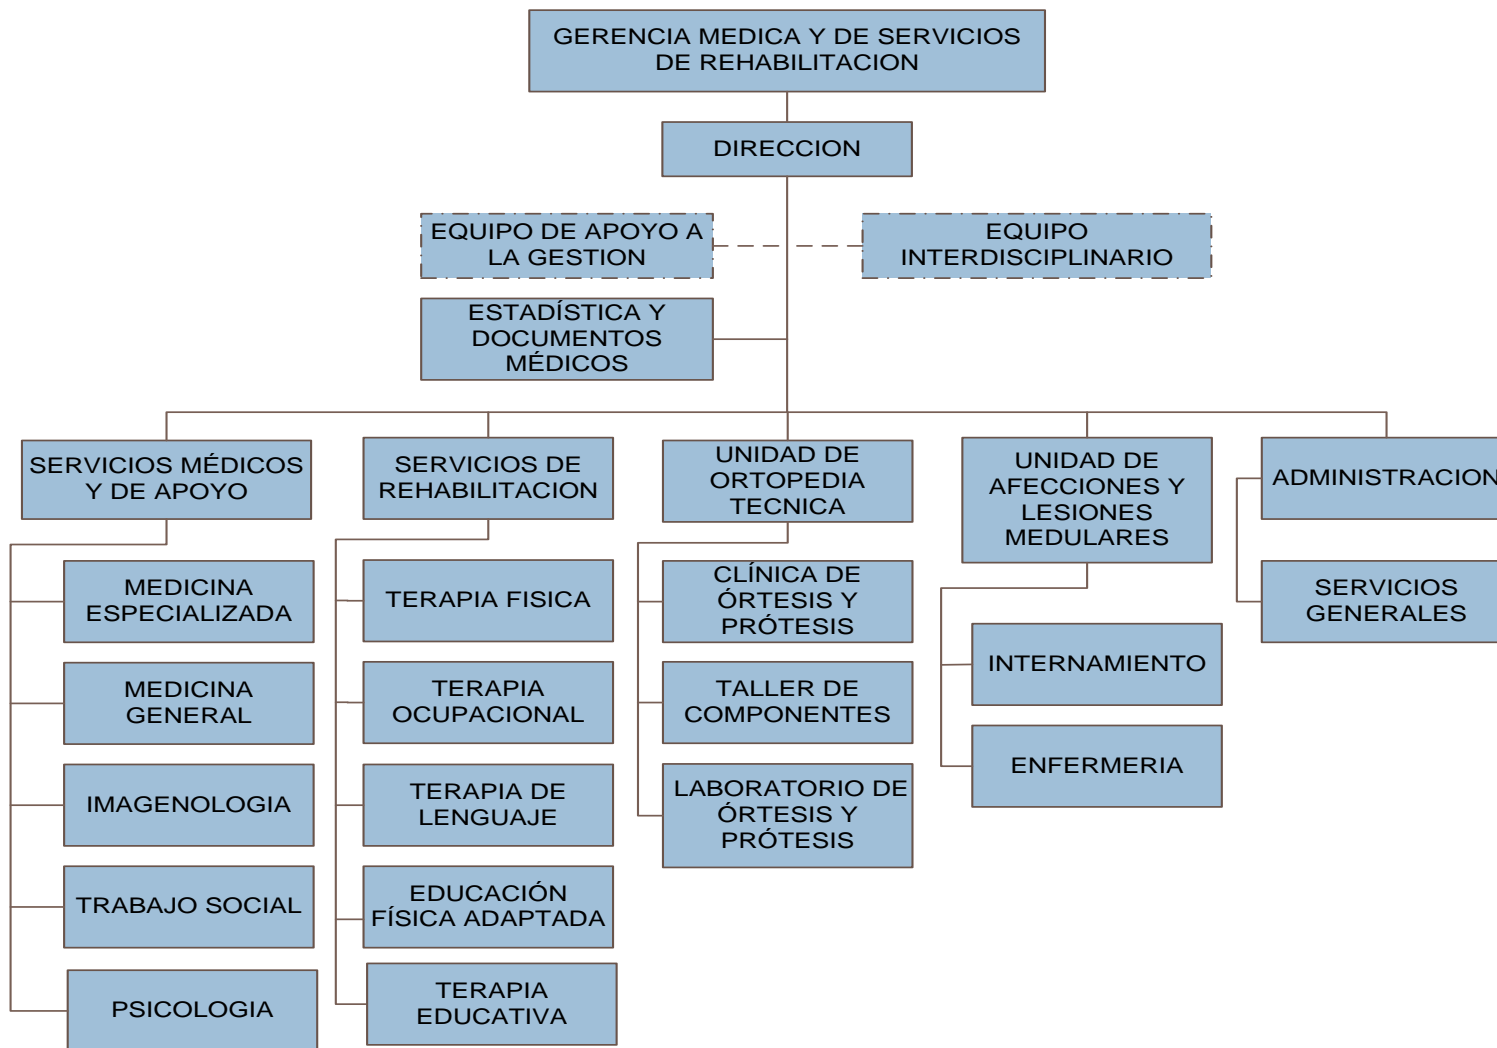 GERENCIA MEDICA Y DE SERVICIOS
DE REHABILITACION
DIRECCION
EQUIPO DE APOYO A
LA GESTION
EQUIPO
INTERDISCIPLINARIO
ESTADÍSTICA Y
DOCUMENTOS
MÉDICOS
SERVICIOS MÉDICOS
Y DE APOYO
MEDICINA
ESPECIALIZADA
MEDICINA
GENERAL
IMAGENOLOGIA
TRABAJO SOCIAL
PSICOLOGIA
SERVICIOS DE
REHABILITACION
TERAPIA FISICA
TERAPIA
OCUPACIONAL
TERAPIA DE
LENGUAJE
EDUCACIÓN
FÍSICA ADAPTADA
TERAPIA
EDUCATIVA
UNIDAD DE
ORTOPEDIA
TECNICA
CLÍNICA DE
ÓRTESIS Y
PRÓTESIS
TALLER DE
COMPONENTES
LABORATORIO DE
ÓRTESIS Y
PRÓTESIS
UNIDAD DE
AFECCIONES Y
LESIONES
MEDULARES
INTERNAMIENTO
ENFERMERIA
ADMINISTRACION
SERVICIOS
GENERALES